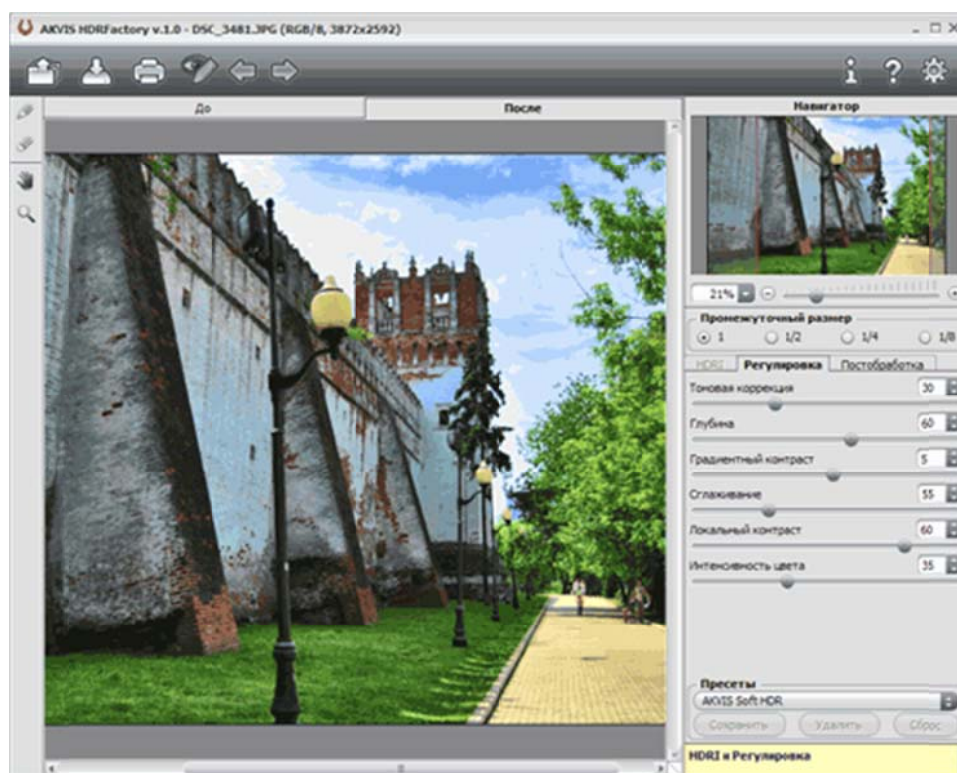 AKVIS HDRFactory v.1.0 - DSC_3481.JPG (RGB/8, 3872x2592)
До После
Навигатор
21%
Промежуточный размер
1 1/2 1/4 1/8
HDRI Регулировка Постобработка
Тоновая коррекция 30
Глубина 60
Градиентный контраст 5
Сглаживание 55
Локальный контраст 60
Интенсивность цвета 35
Пресеты
AKVIS Soft HDR
Сохранить Удалить Сброс
HDRI и Регулировка